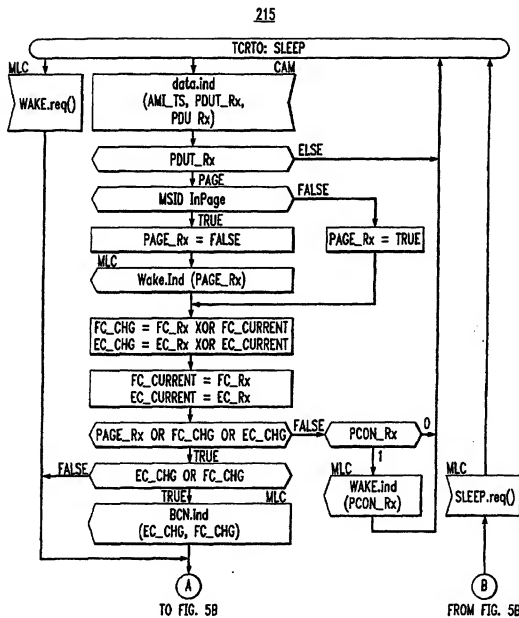 215
TCRTO: SLEEP
MLC
WAKE.req()
CAM
data.ind
(AMI_TS, PDUT_Rx,
PDU Rx)
PDUT_Rx
ELSE
PAGE
MSID InPage
FALSE
TRUE
PAGE_Rx = FALSE
PAGE_Rx = TRUE
MLC
Wake.Ind (PAGE_Rx)
FC_CHG = FC_Rx XOR FC_CURRENT
EC_CHG = EC_Rx XOR EC_CURRENT
FC_CURRENT = FC_Rx
EC_CURRENT = EC_Rx
PAGE_Rx OR FC_CHG OR EC_CHG
FALSE
PCON_Rx
0
TRUE
1
FALSE
EC_CHG OR FC_CHG
MLC
WAKE.ind
(PCON_Rx)
MLC
SLEEP.req()
TRUE
MLC
BCN.ind
(EC_CHG, FC_CHG)
A
B
TO FIG. 5B
FROM FIG. 5B